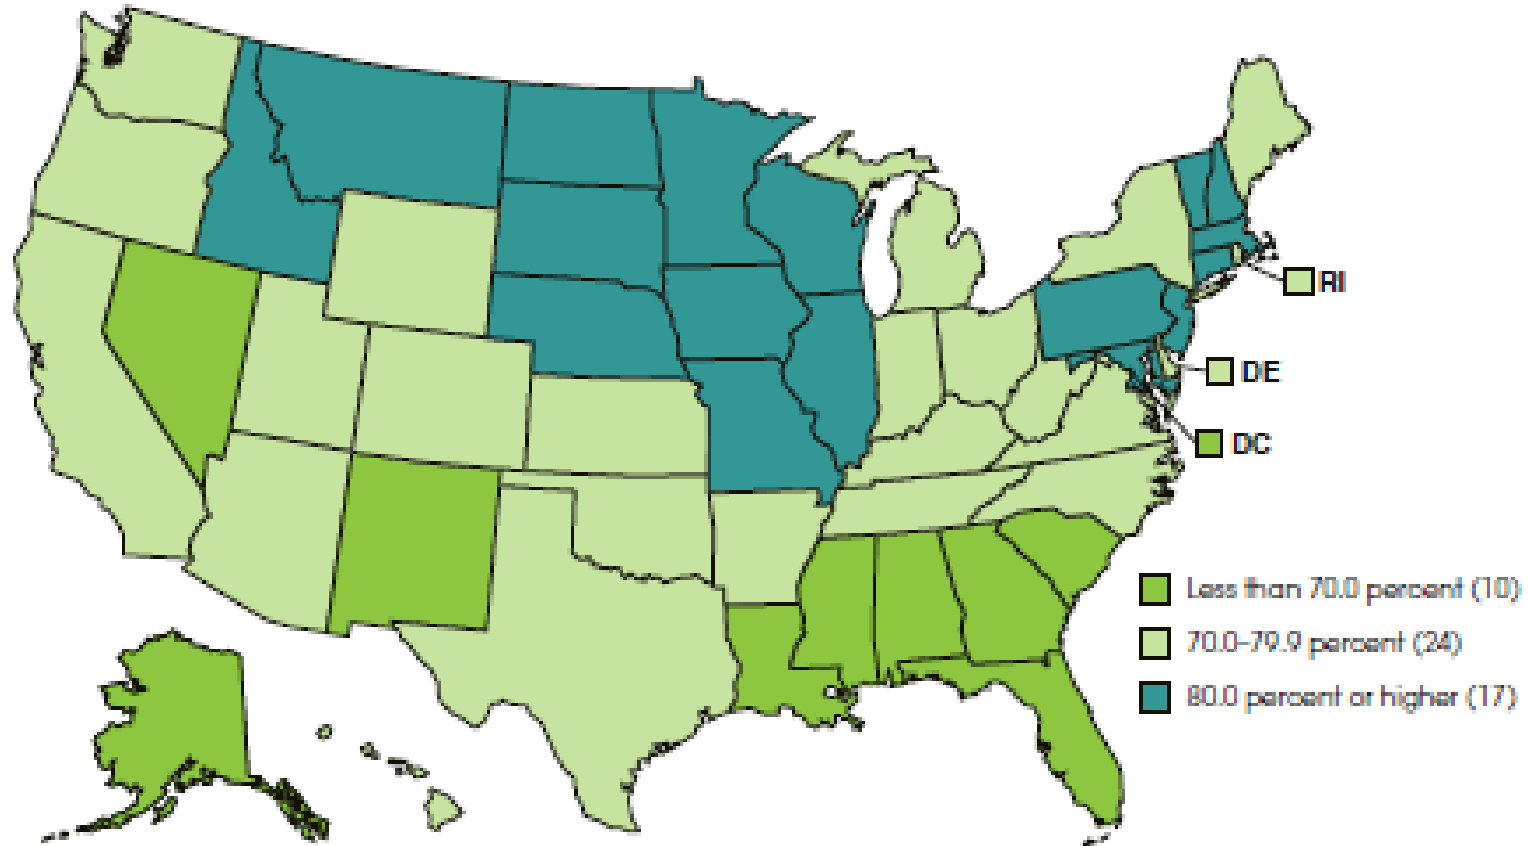 RI
DE
DC
Less than 70.0 percent (10)
70.0–79.9 percent (24)
80.0 percent or higher (17)